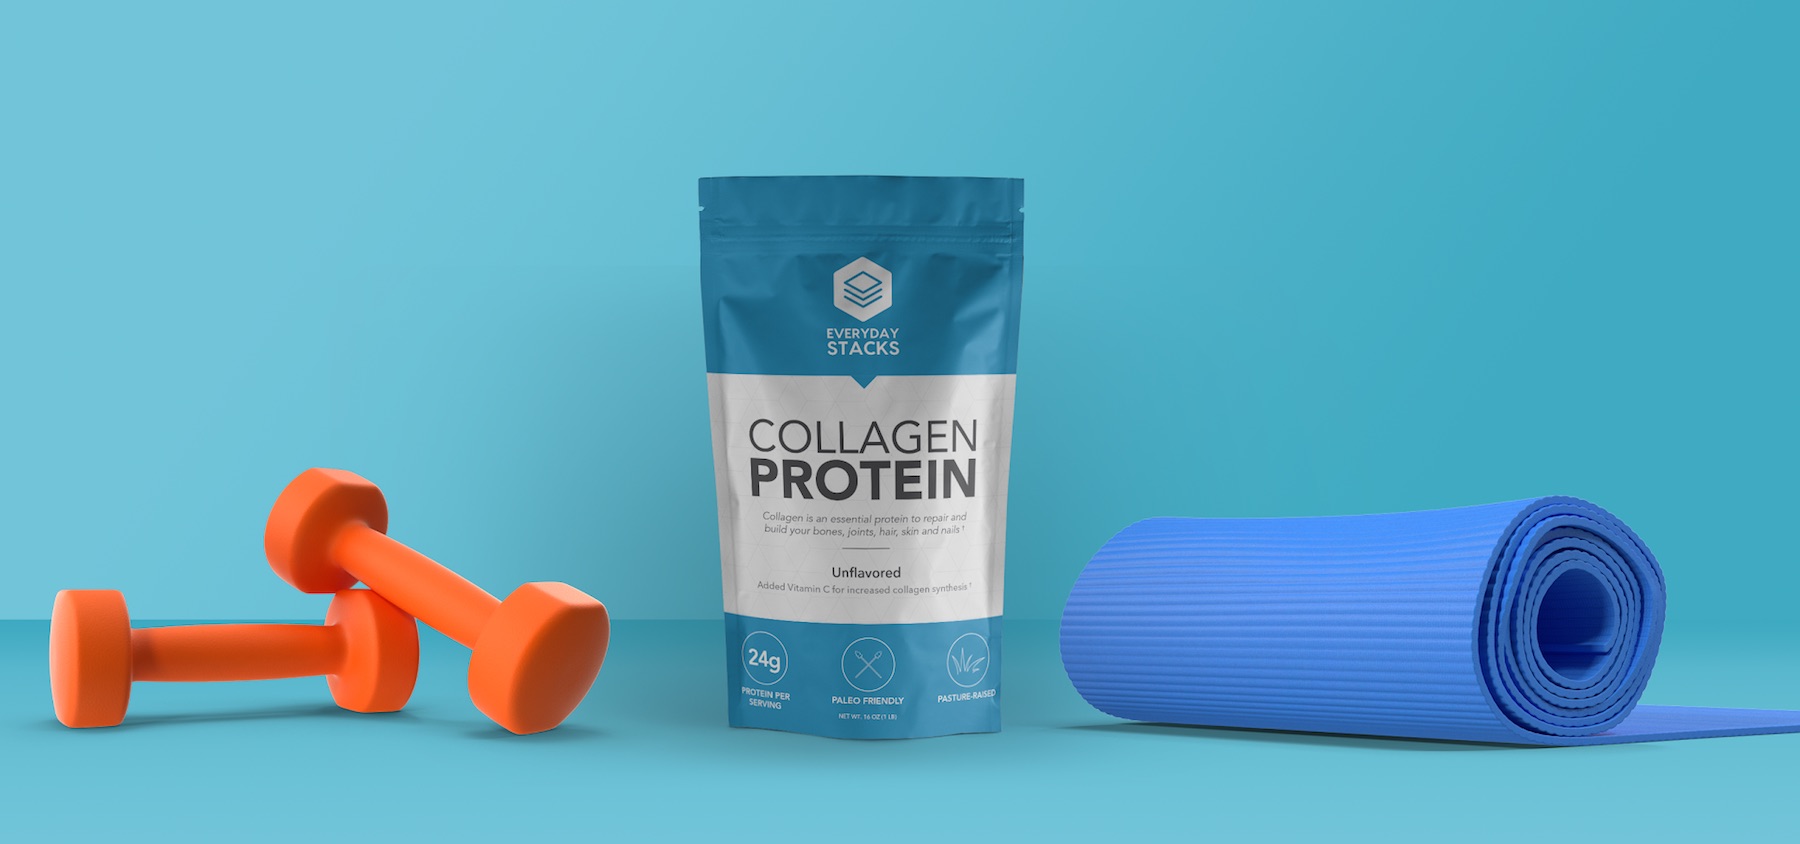 EVERYDAY
STACKS
COLLAGEN
PROTEIN
Collagen is an essential protein to repair and
build your bones, joints, hair, skin and nails†
Unflavored
Added Vitamin C for increased collagen synthesis†
24g
PROTEIN PER
SERVING
PALEO FRIENDLY
PASTURE-RAISED
NET WT. 16 OZ (1 LB)